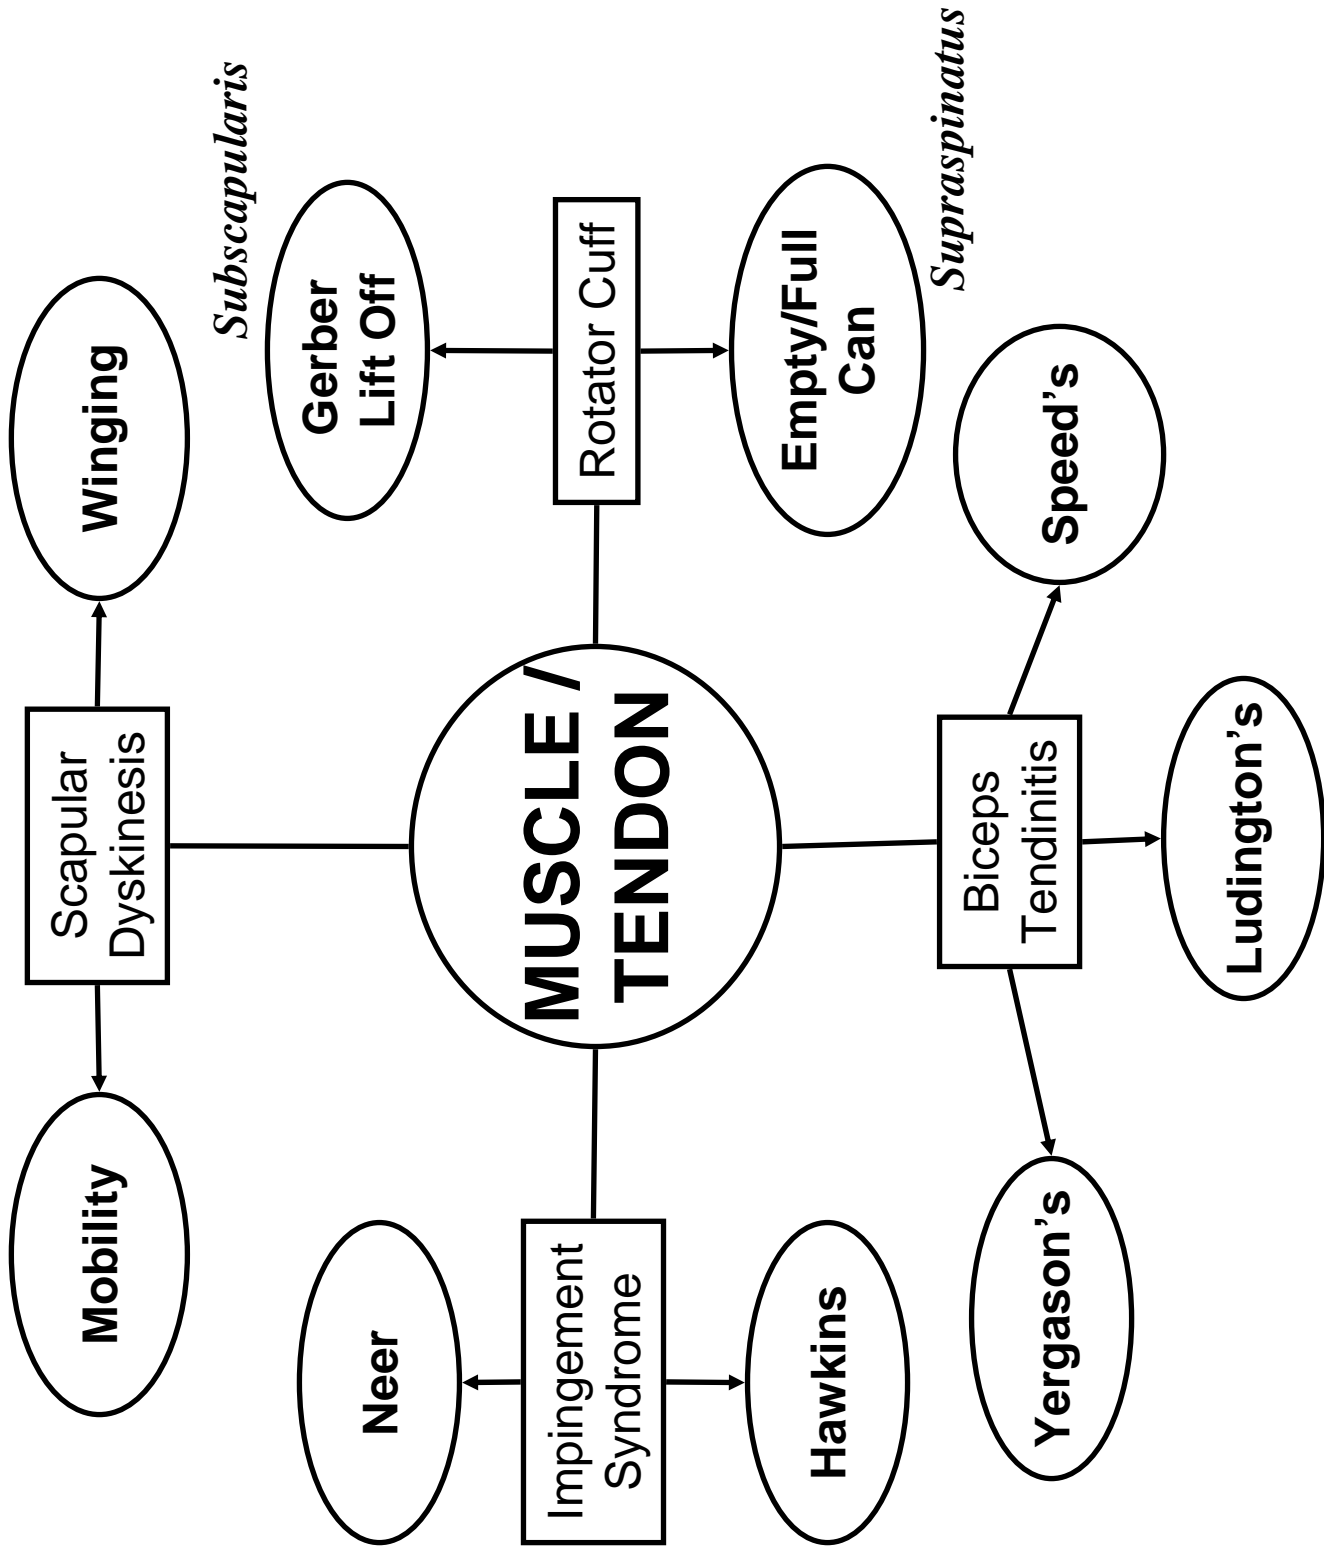 Scapular
Dyskinesis
Mobility
Winging
Subscapularis
Neer
Gerber
Lift Off
Impingement
Syndrome
MUSCLE /
TENDON
Rotator Cuff
Hawkins
Empty/Full
Can
Supraspinatus
Biceps
Tendinitis
Yergason’s
Ludington’s
Speed’s